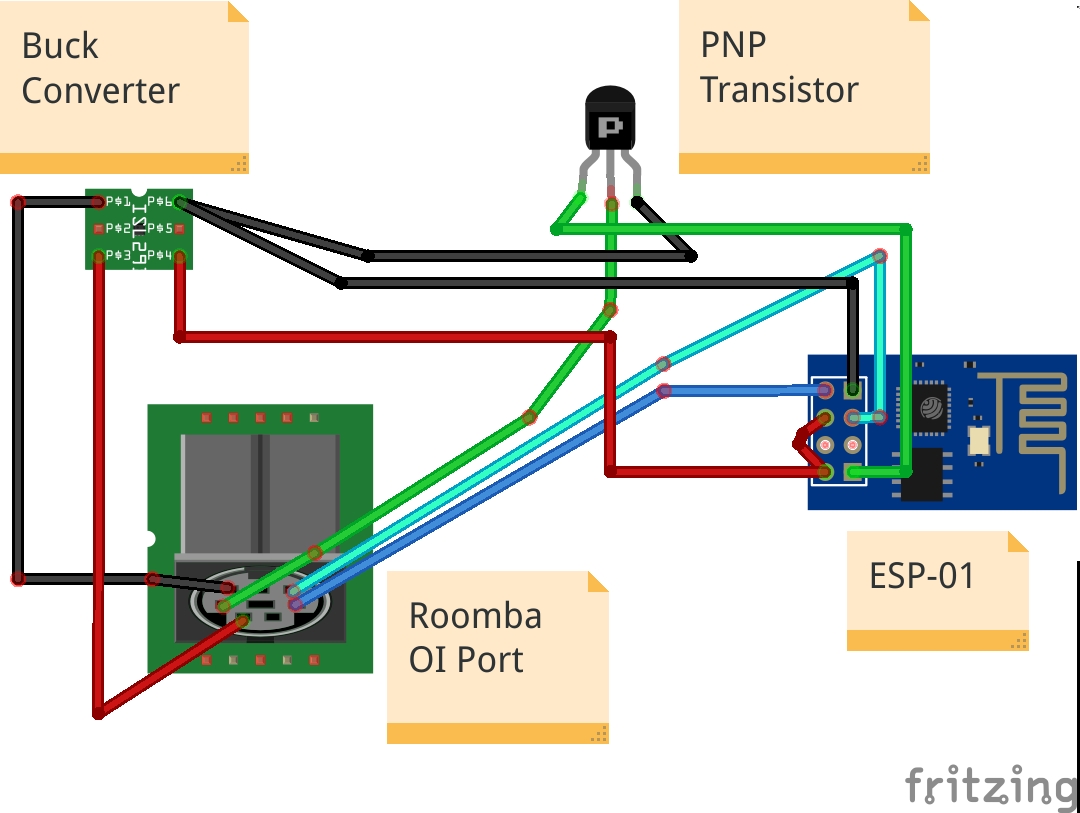 Buck
Converter
PNP
Transistor
P
P$1 P$6
P$2 P$5
P$3 P$4
Roomba
OI Port
ESP-01
fritzing